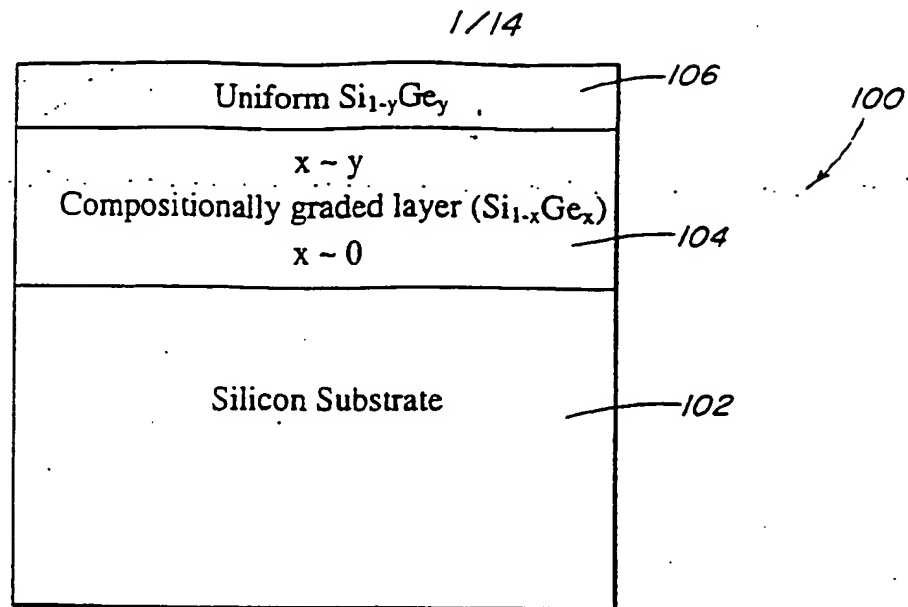 1/14
106
Uniform Si₁₋yGey
100
x ~ y
Compositionally graded layer (Si₁₋ₓGeₓ)
104
x ~ 0
Silicon Substrate
102